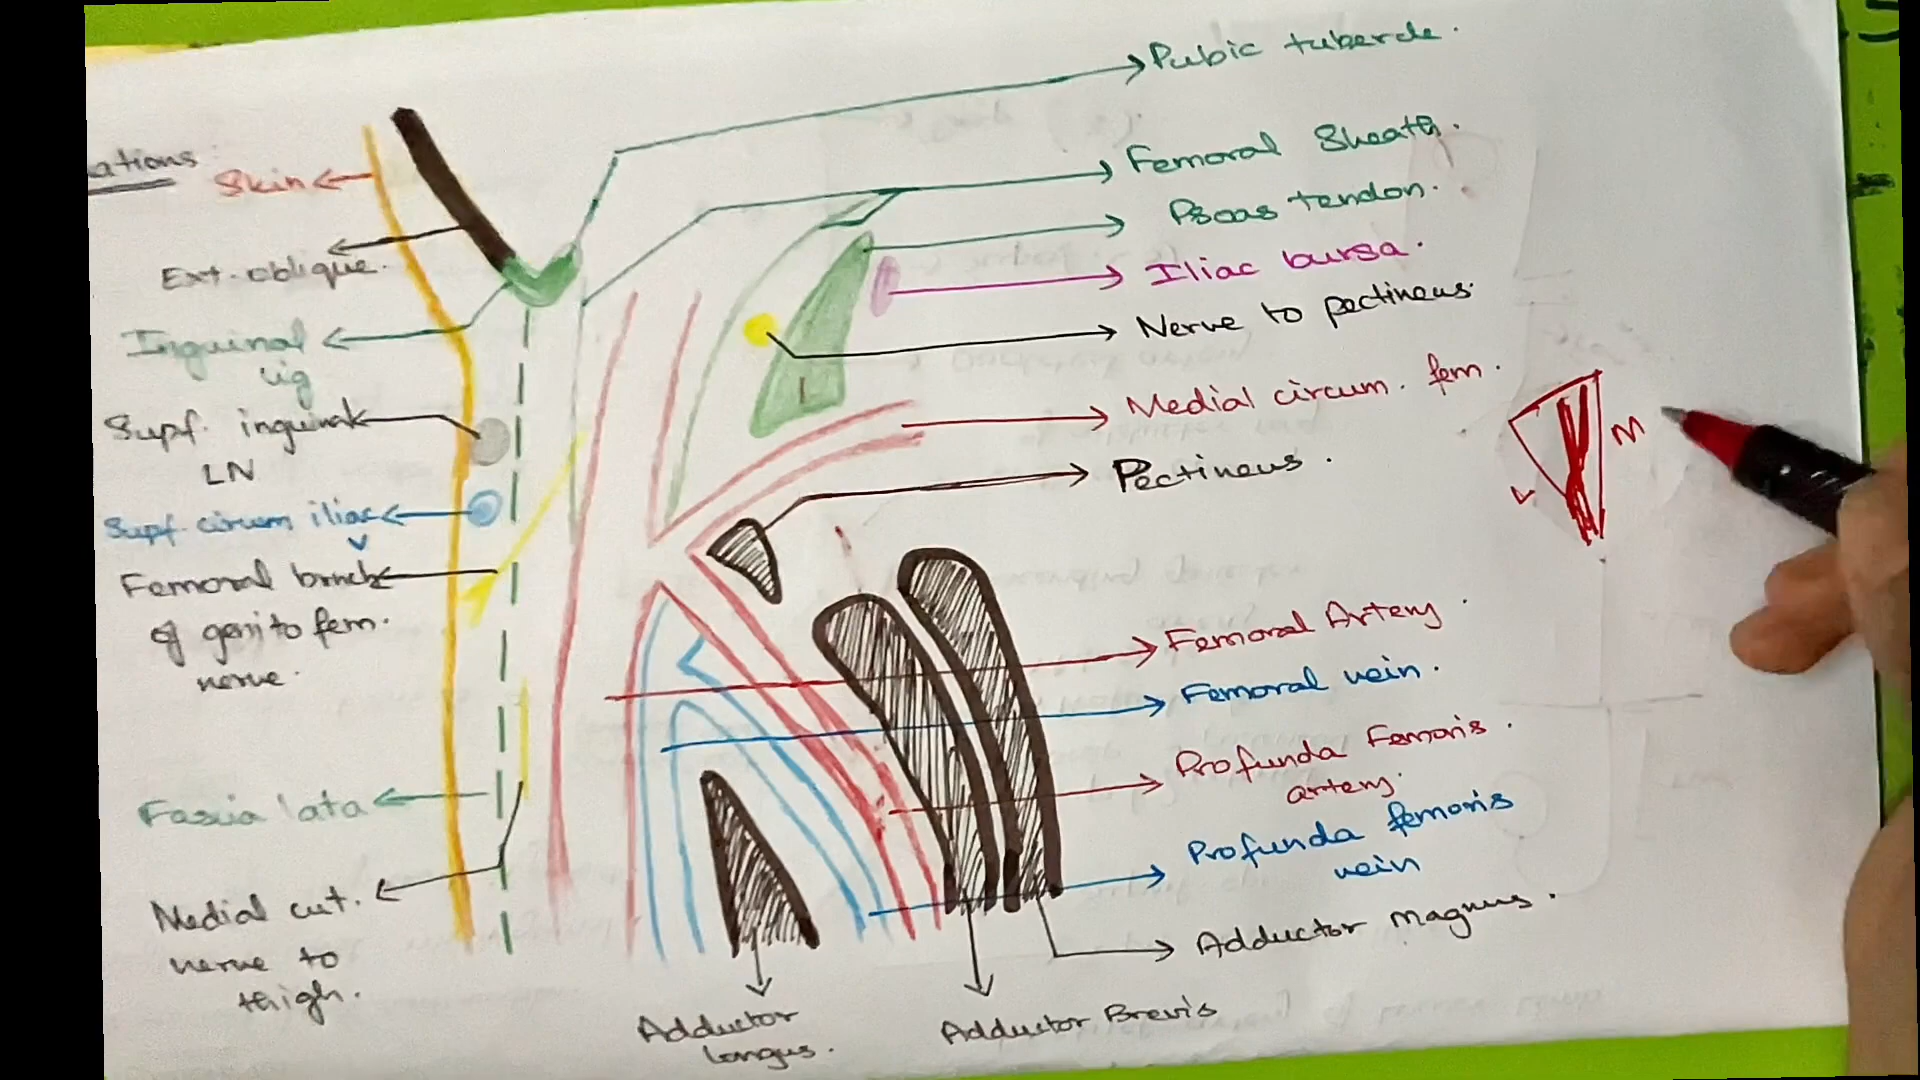 ations
Skin
Ext. oblique.
Inguinal
lig
Supf. inguinal
LN
Supf. circum iliac
v
Femoral brnch
of genito fem.
nerve.
Fascia lata
Medial cut.
nerve to
thigh.
Pubic tubercle.
Femoral Sheath.
Psoas tendon.
Iliac bursa.
Nerve to pectineus.
Medial circum. fem.
Pectineus.
Femoral Artery.
Femoral vein.
Profunda Femoris.
artery.
Profunda femoris
vein
Adductor Magnus.
Adductor Brevis
Adductor
longus.
M